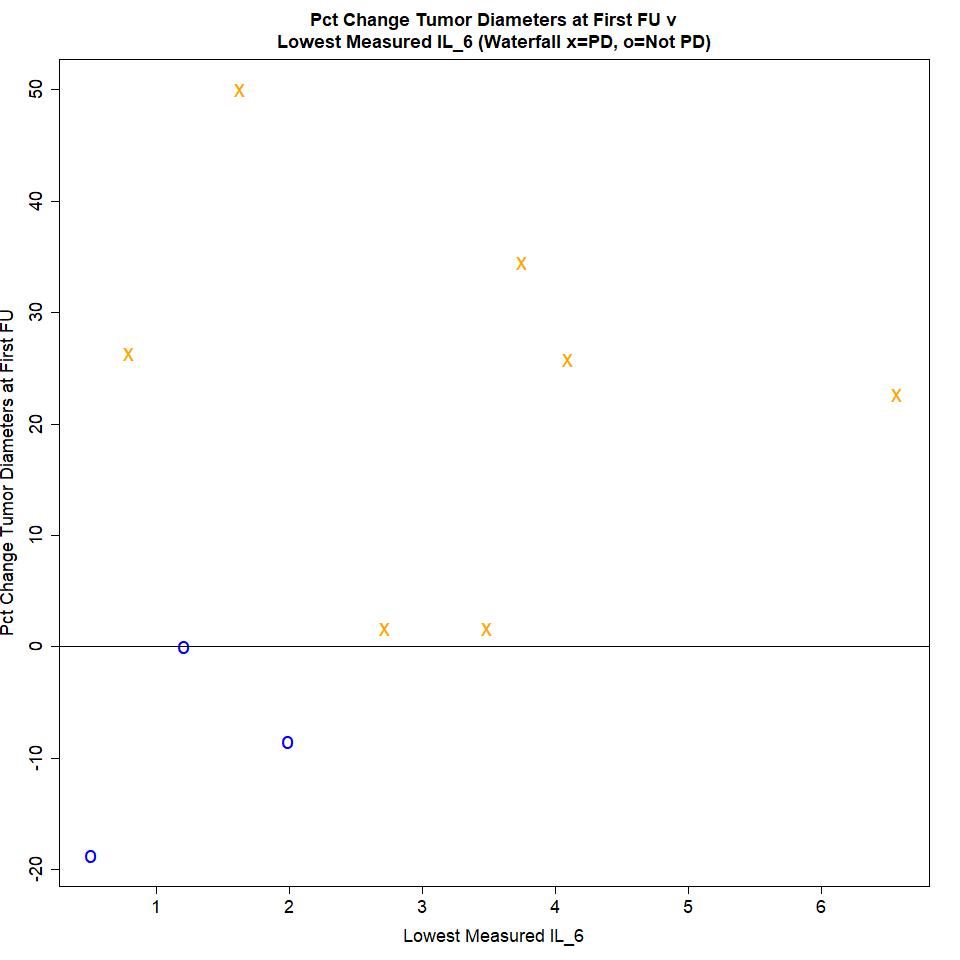 Pct Change Tumor Diameters at First FU v
Lowest Measured IL_6 (Waterfall x=PD, o=Not PD)
Pct Change Tumor Diameters at First FU
50
40
30
20
10
0
-10
-20
X
X
X
X
X
X
X
O
O
O
1
2
3
4
5
6
Lowest Measured IL_6